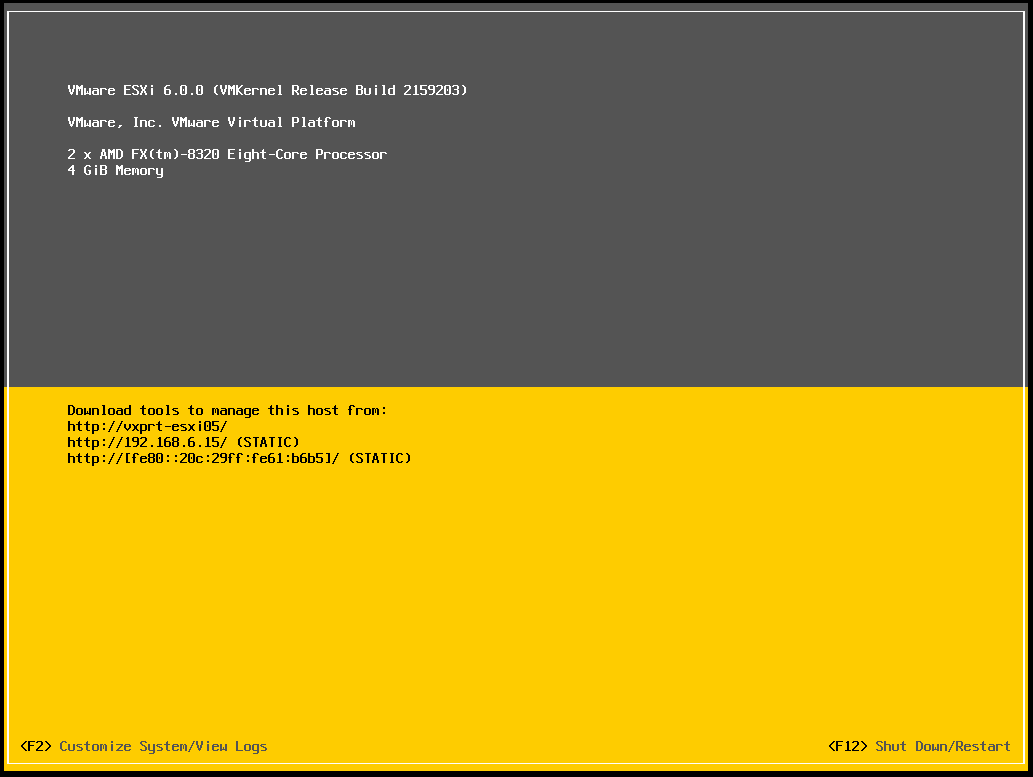 VMware ESXi 6.0.0 (VMKernel Release Build 2159203)
VMware, Inc. VMware Virtual Platform
2 x AMD FX(tm)-8320 Eight-Core Processor
4 GiB Memory
Download tools to manage this host from:
http://vxprt-esxi05/
http://192.168.6.15/ (STATIC)
http://[fe80::20c:29ff:fe61:b6b5]/ (STATIC)
<F2> Customize System/View Logs
<F12> Shut Down/Restart